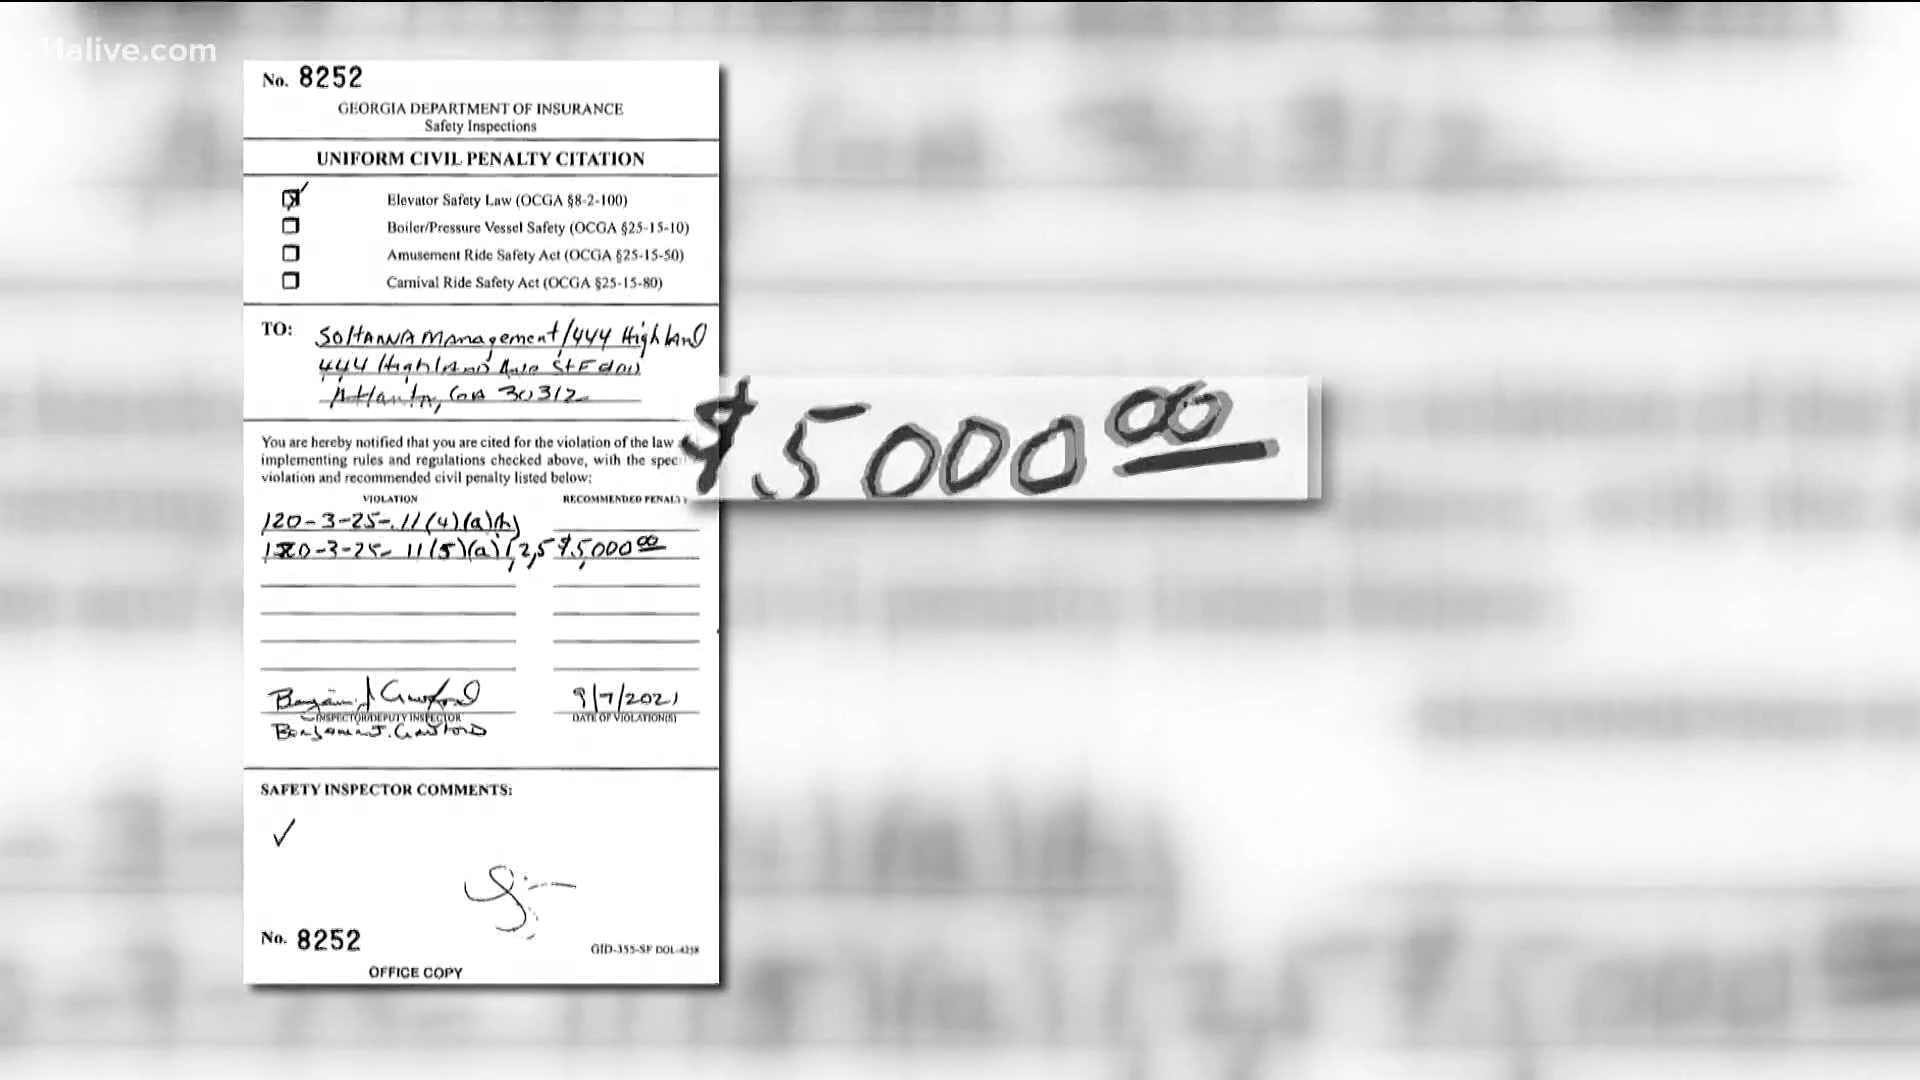 11alive.com
No. 8252
GEORGIA DEPARTMENT OF INSURANCE
Safety Inspections
UNIFORM CIVIL PENALTY CITATION
Elevator Safety Law (OCGA §8-2-100)
Boiler/Pressure Vessel Safety (OCGA §25-15-10)
Amusement Ride Safety Act (OCGA §25-15-50)
Carnival Ride Safety Act (OCGA §25-15-80)
TO: SoltANNA Management/444 Highland
444 Highland Ave
Atlanta, GA 30312
$5000 00
You are hereby notified that you are cited for the violation of the law
implementing rules and regulations checked above, with the speci
violation and recommended civil penalty listed below:
VIOLATION RECOMMENDED PENALTY
120-3-25-.11(4)(a)(h)
120-3-25-.11(5)(a)1,2,5 $5,000 00
Benjamin J Crawford 9/7/2021
INSPECTOR/DEPUTY INSPECTOR DATE OF VIOLATION(S)
Benjamin J. Crawford
SAFETY INSPECTOR COMMENTS:
No. 8252
GID-355-SF DOL-4258
OFFICE COPY